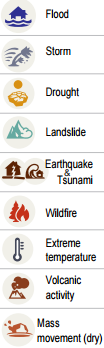 Flood
Storm
Drought
Landslide
Earthquake
&
Tsunami
Wildfire
Extreme
temperature
Volcanic
activity
Mass
movement (dry)